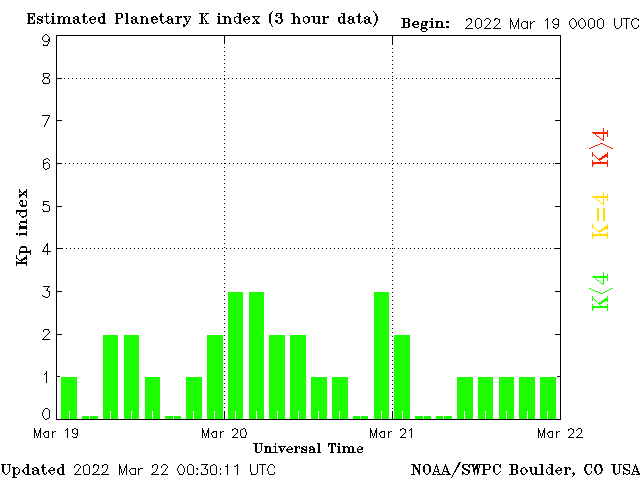 Estimated Planetary K index (3 hour data)
Begin: 2022 Mar 19 0000 UTC
9
8
7
6
5
4
3
2
1
0
Kp index
K>4
K=4
K<4
Mar 19
Mar 20
Mar 21
Mar 22
Universal Time
Updated 2022 Mar 22 00:30:11 UTC
NOAA/SWPC Boulder, CO USA